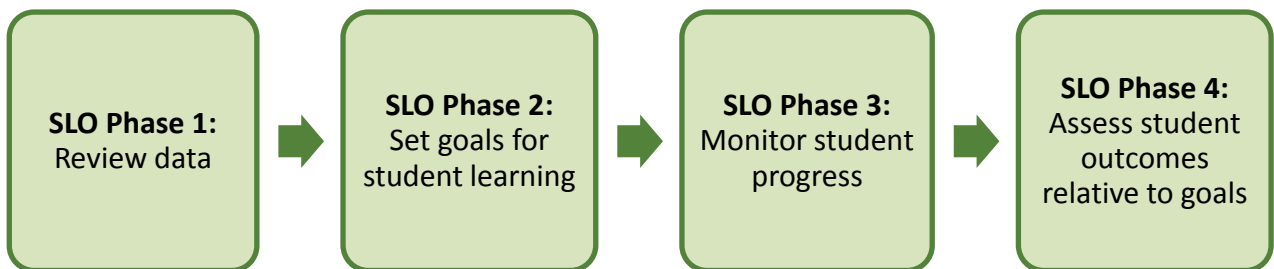 SLO Phase 1:
Review data
SLO Phase 2:
Set goals for
student learning
SLO Phase 3:
Monitor student
progress
SLO Phase 4:
Assess student
outcomes
relative to goals